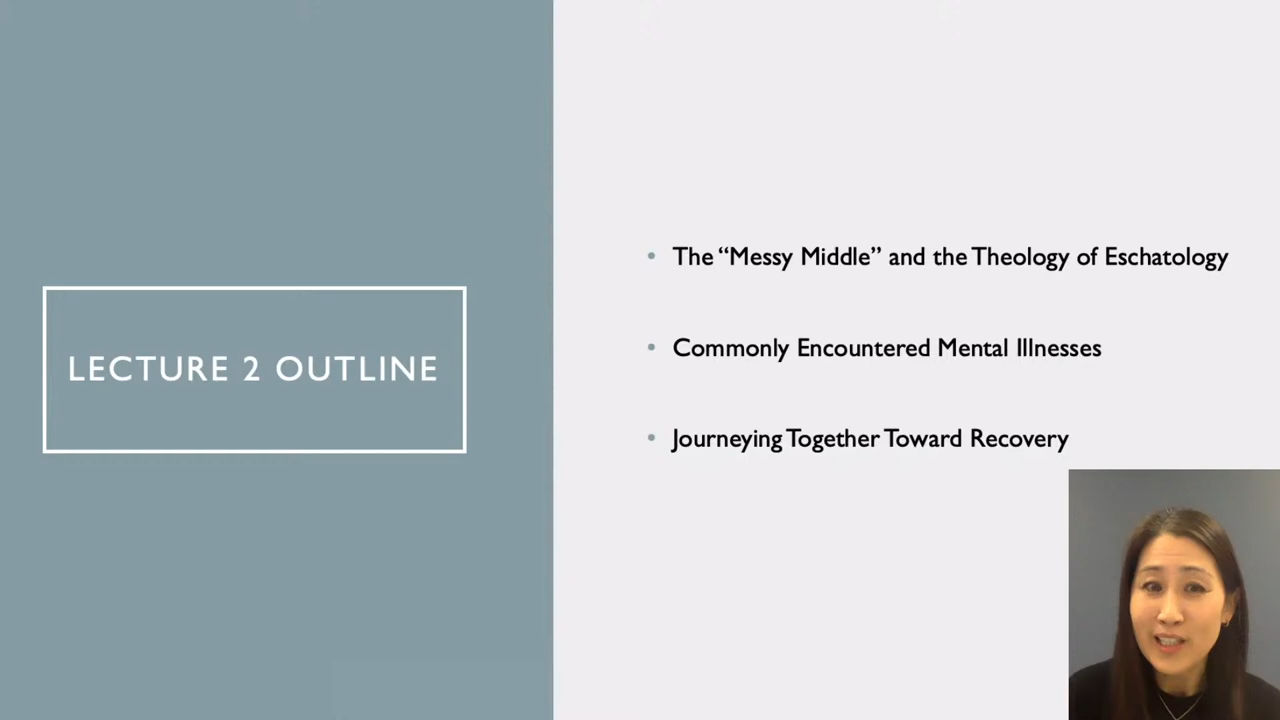 LECTURE 2 OUTLINE
• The “Messy Middle” and the Theology of Eschatology
• Commonly Encountered Mental Illnesses
• Journeying Together Toward Recovery